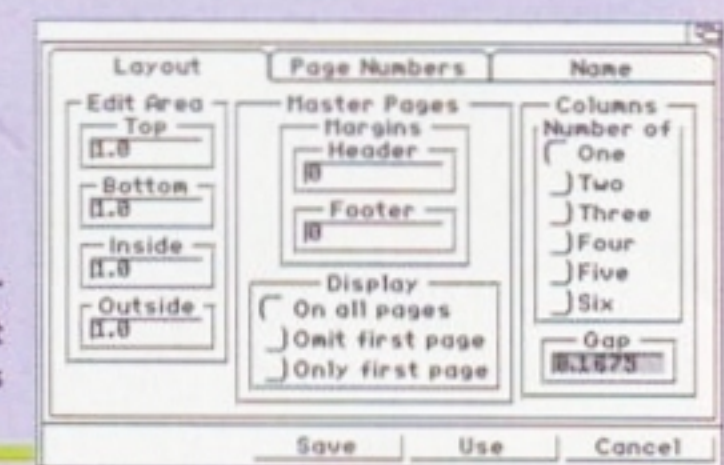 Layout
Page Numbers
Name
Edit Area
Top
1.0
Bottom
1.0
Inside
1.0
Outside
1.0
Master Pages
Margins
Header
0
Footer
0
Display
On all pages
Omit first page
Only first page
Columns
Number of
One
Two
Three
Four
Five
Six
Gap
0.1675
Save
Use
Cancel